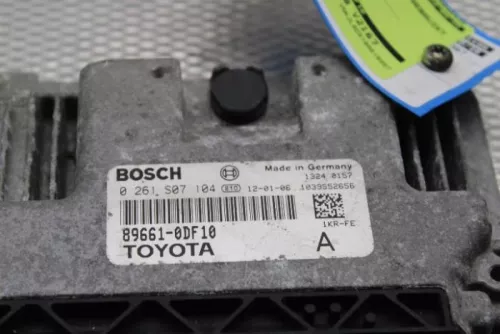 BOSCH Made in Germany
0 261 S07 104 12-01-06 1324 0157
1039S52656
89661-0DF10
1KR-FE
TOYOTA A